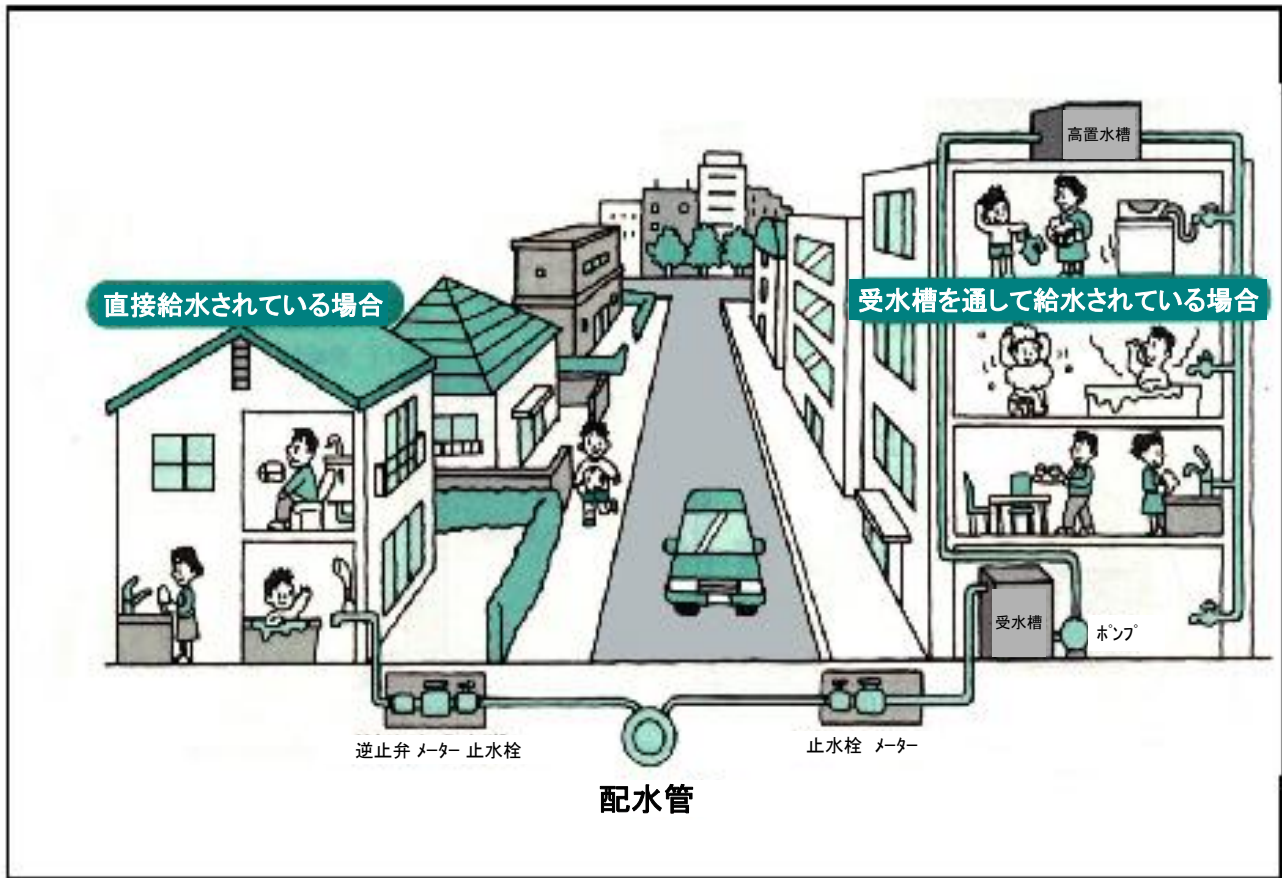 高置水槽
直接給水されている場合
受水槽を通して給水されている場合
受水槽
ﾎﾟﾝﾌﾟ
逆止弁 ﾒｰﾀｰ 止水栓
止水栓 ﾒｰﾀｰ
配水管